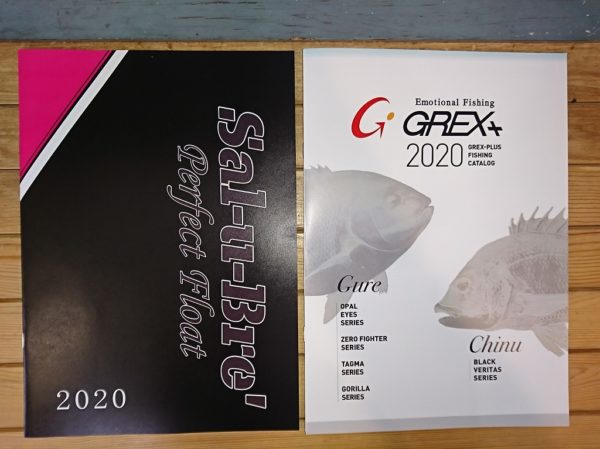 Sal-u-Bre'
Perfect Float
2020
Emotional Fishing
G GREX+
2020
GREX-PLUS
FISHING
CATALOG
Gure
OPAL
EYES
SERIES
ZERO FIGHTER
SERIES
TAGMA
SERIES
GORILLA
SERIES
Chinu
BLACK
VERITAS
SERIES